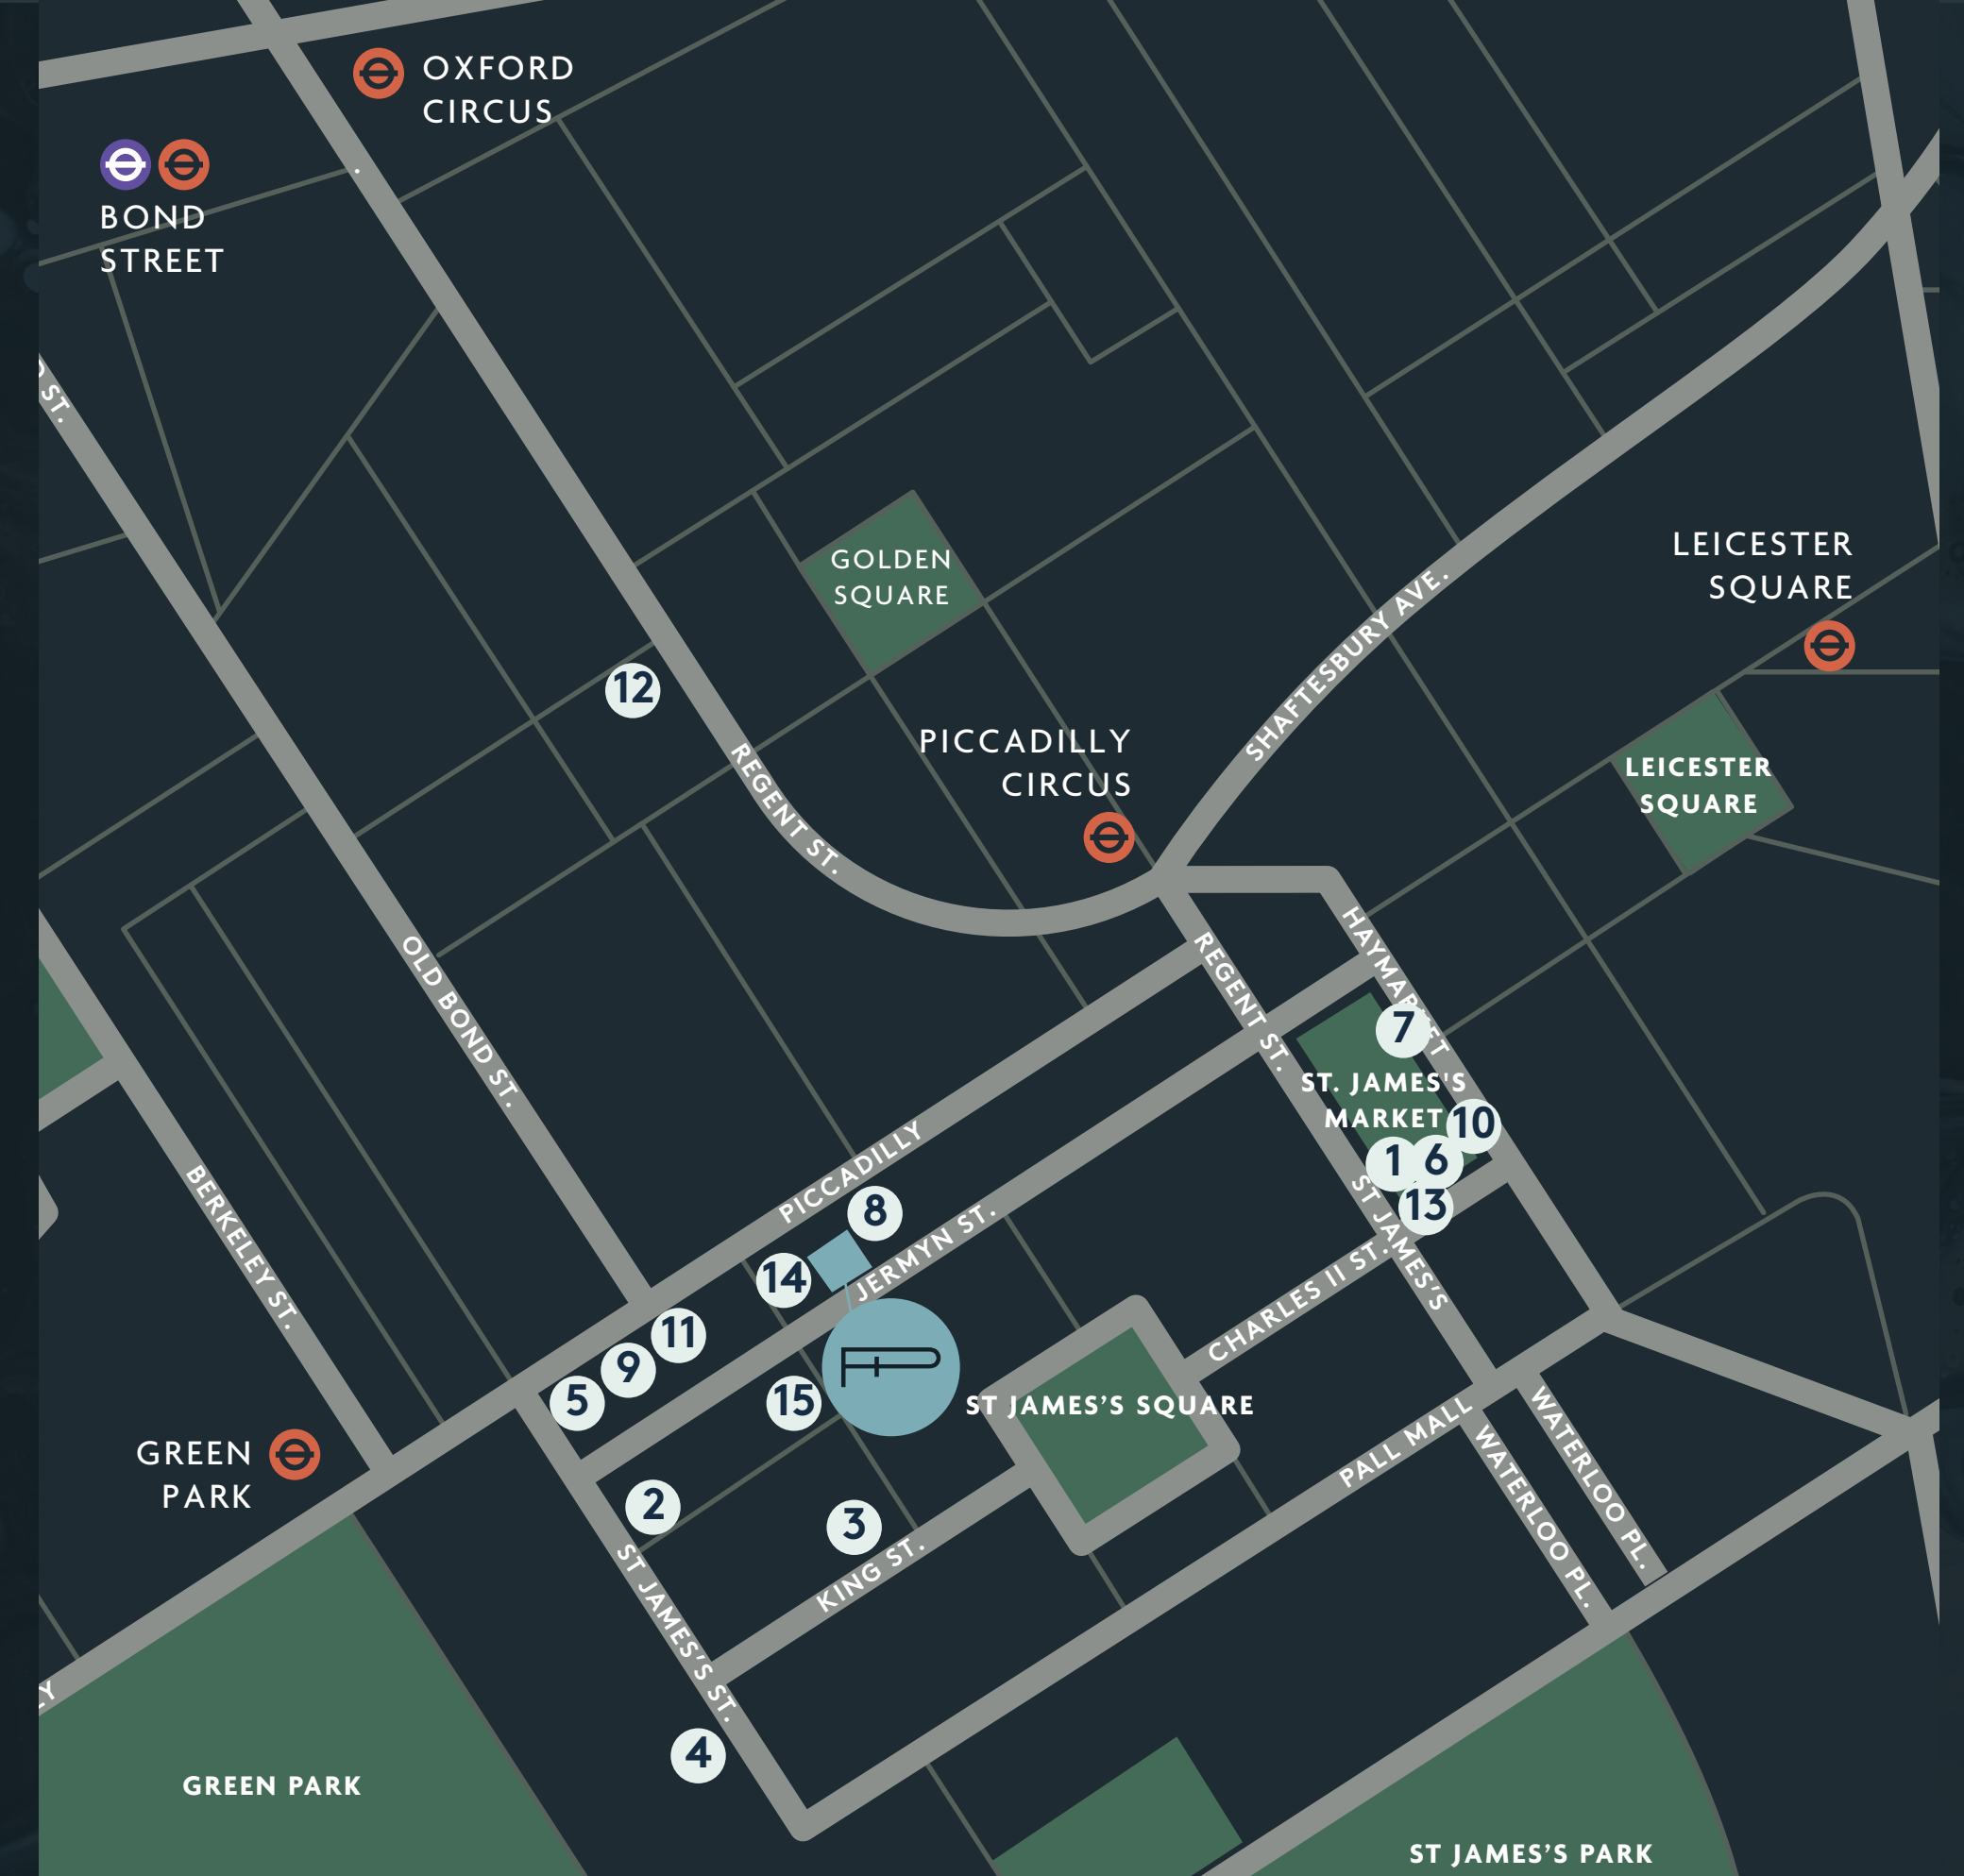 OXFORD
CIRCUS
BOND
STREET
ST.
GOLDEN
SQUARE
LEICESTER
SQUARE
SHAFTESBURY AVE.
12
PICCADILLY
CIRCUS
LEICESTER
SQUARE
REGENT ST.
HAYMARKET
OLD BOND ST.
REGENT ST.
7
ST. JAMES'S
MARKET
10
1
6
13
PICCADILLY
BERKELEY ST.
8
JERMYN ST.
ST JAMES'S
14
CHARLES II ST.
11
9
5
15
ST JAMES'S SQUARE
PALL MALL
WATERLOO PL.
WATERLOO PL.
GREEN
PARK
2
3
KING ST.
ST JAMES'S ST.
4
GREEN PARK
ST JAMES'S PARK